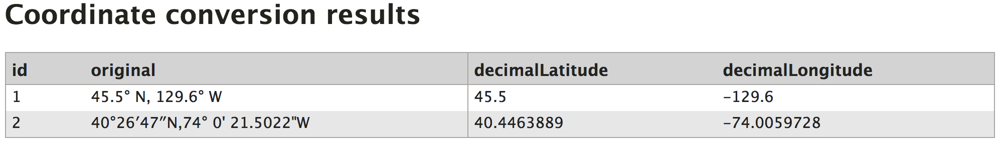 Coordinate conversion results
id original decimalLatitude decimalLongitude
1 45.5° N, 129.6° W 45.5 -129.6
2 40°26′47″N,74° 0' 21.5022"W 40.4463889 -74.0059728